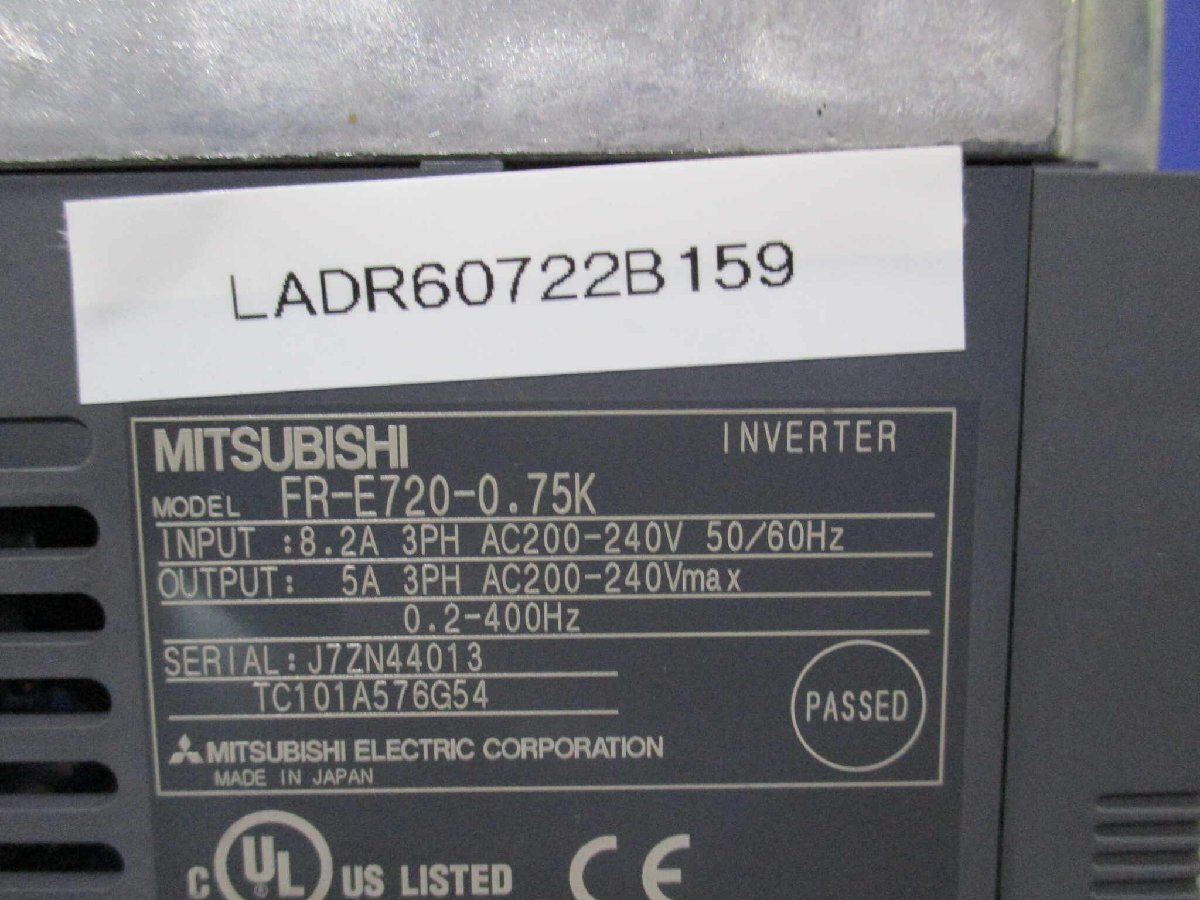 LADR60722B159
MITSUBISHI INVERTER
MODEL FR-E720-0.75K
INPUT :8.2A 3PH AC200-240V 50/60Hz
OUTPUT: 5A 3PH AC200-240Vmax
0.2-400Hz
SERIAL:J7ZN44013
TC101A576G54
PASSED
MITSUBISHI ELECTRIC CORPORATION
MADE IN JAPAN
C UL US LISTED CE